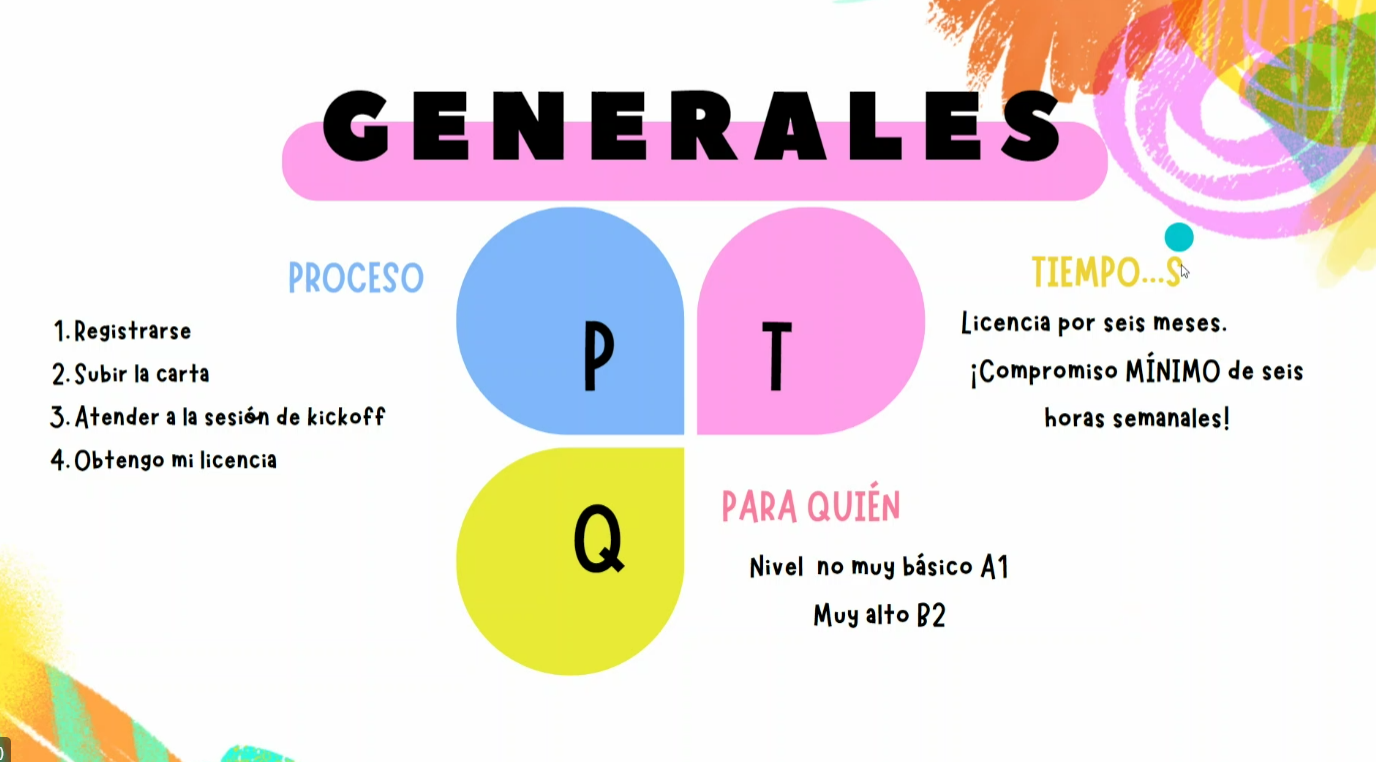 GENERALES
PROCESO
1. Registrarse
2. Subir la carta
3. Atender a la sesión de kickoff
4. Obtengo mi licencia
P
T
TIEMPO...S
Licencia por seis meses.
¡Compromiso MÍNIMO de seis
horas semanales!
Q
PARA QUIÉN
Nivel no muy básico A1
Muy alto B2